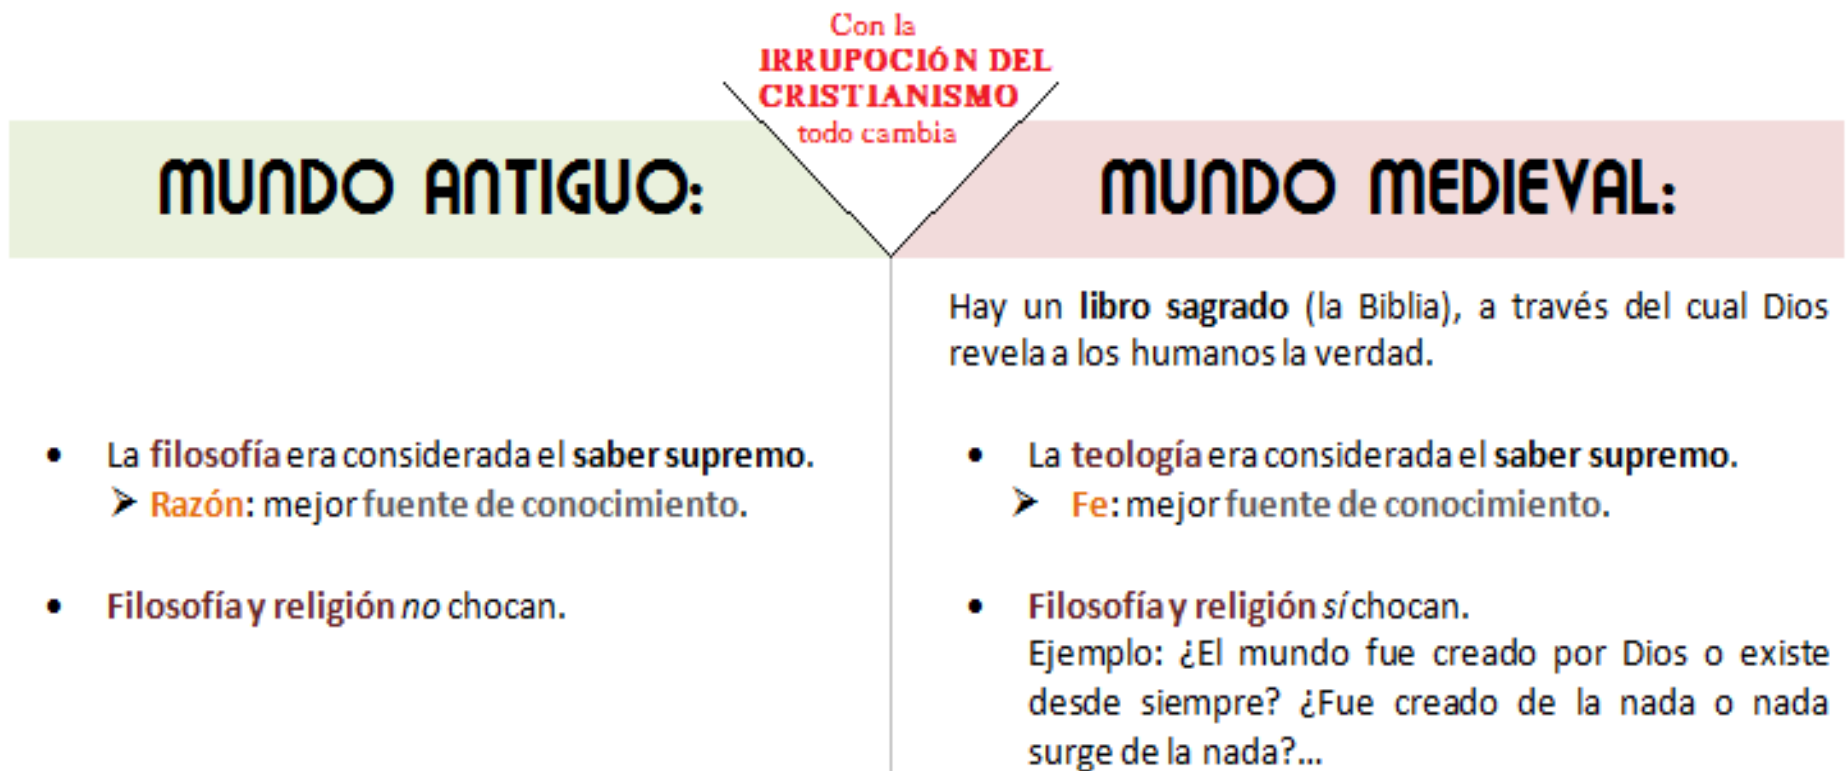 Con la
IRRUPOCIÓN DEL
CRISTIANISMO
todo cambia
MUNDO ANTIGUO:
MUNDO MEDIEVAL:
Hay un libro sagrado (la Biblia), a través del cual Dios
revela a los humanos la verdad.
• La filosofía era considerada el saber supremo.
➤ Razón: mejor fuente de conocimiento.
• Filosofía y religión no chocan.
• La teología era considerada el saber supremo.
➤ Fe: mejor fuente de conocimiento.
• Filosofía y religión sí chocan.
Ejemplo: ¿El mundo fue creado por Dios o existe
desde siempre? ¿Fue creado de la nada o nada
surge de la nada?...